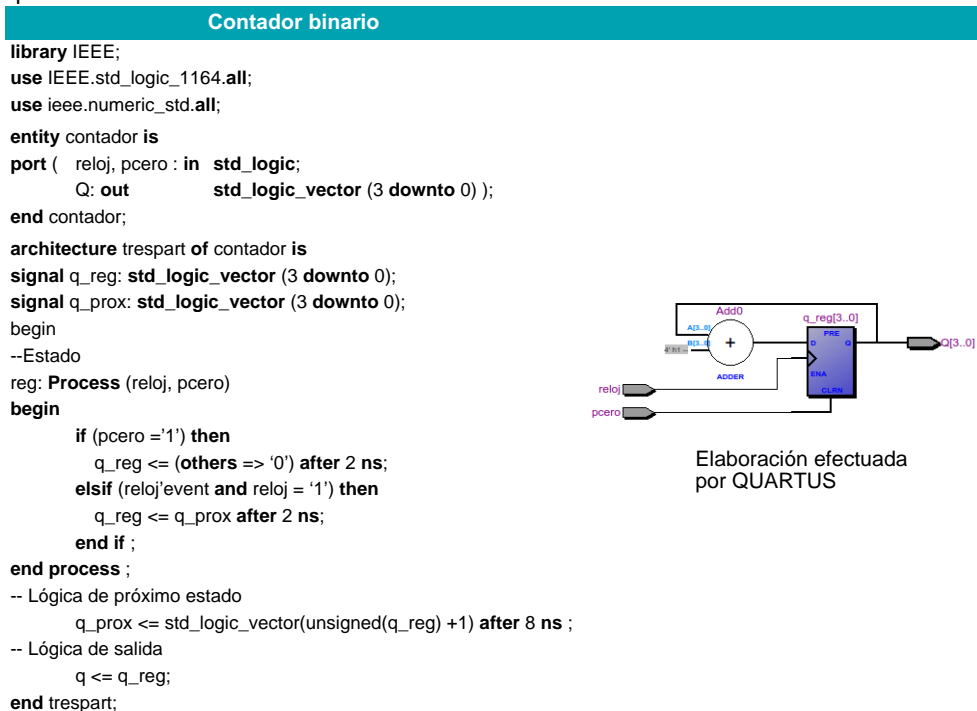 Contador binario
library IEEE;
use IEEE.std_logic_1164.all;
use ieee.numeric_std.all;
entity contador is
port (   reloj, pcero : in  std_logic;
Q: out   std_logic_vector (3 downto 0) );
end contador;
architecture trespart of contador is
signal q_reg: std_logic_vector (3 downto 0);
signal q_prox: std_logic_vector (3 downto 0);
begin
--Estado
reg: Process (reloj, pcero)
begin
if (pcero =’1’) then
q_reg <= (others => ‘0’) after 2 ns;
elsif (reloj’event and reloj = ‘1’) then
q_reg <= q_prox after 2 ns;
end if ;
end process ;
-- Lógica de próximo estado
q_prox <= std_logic_vector(unsigned(q_reg) +1) after 8 ns ;
-- Lógica de salida
q <= q_reg;
end trespart;
Add0
q_reg[3..0]
A[3..0]
B[3..0]
4' h1 --
+
ADDER
PRE
D Q
ENA
CLRN
Q[3..0]
reloj
pcero
Elaboración efectuada
por QUARTUS